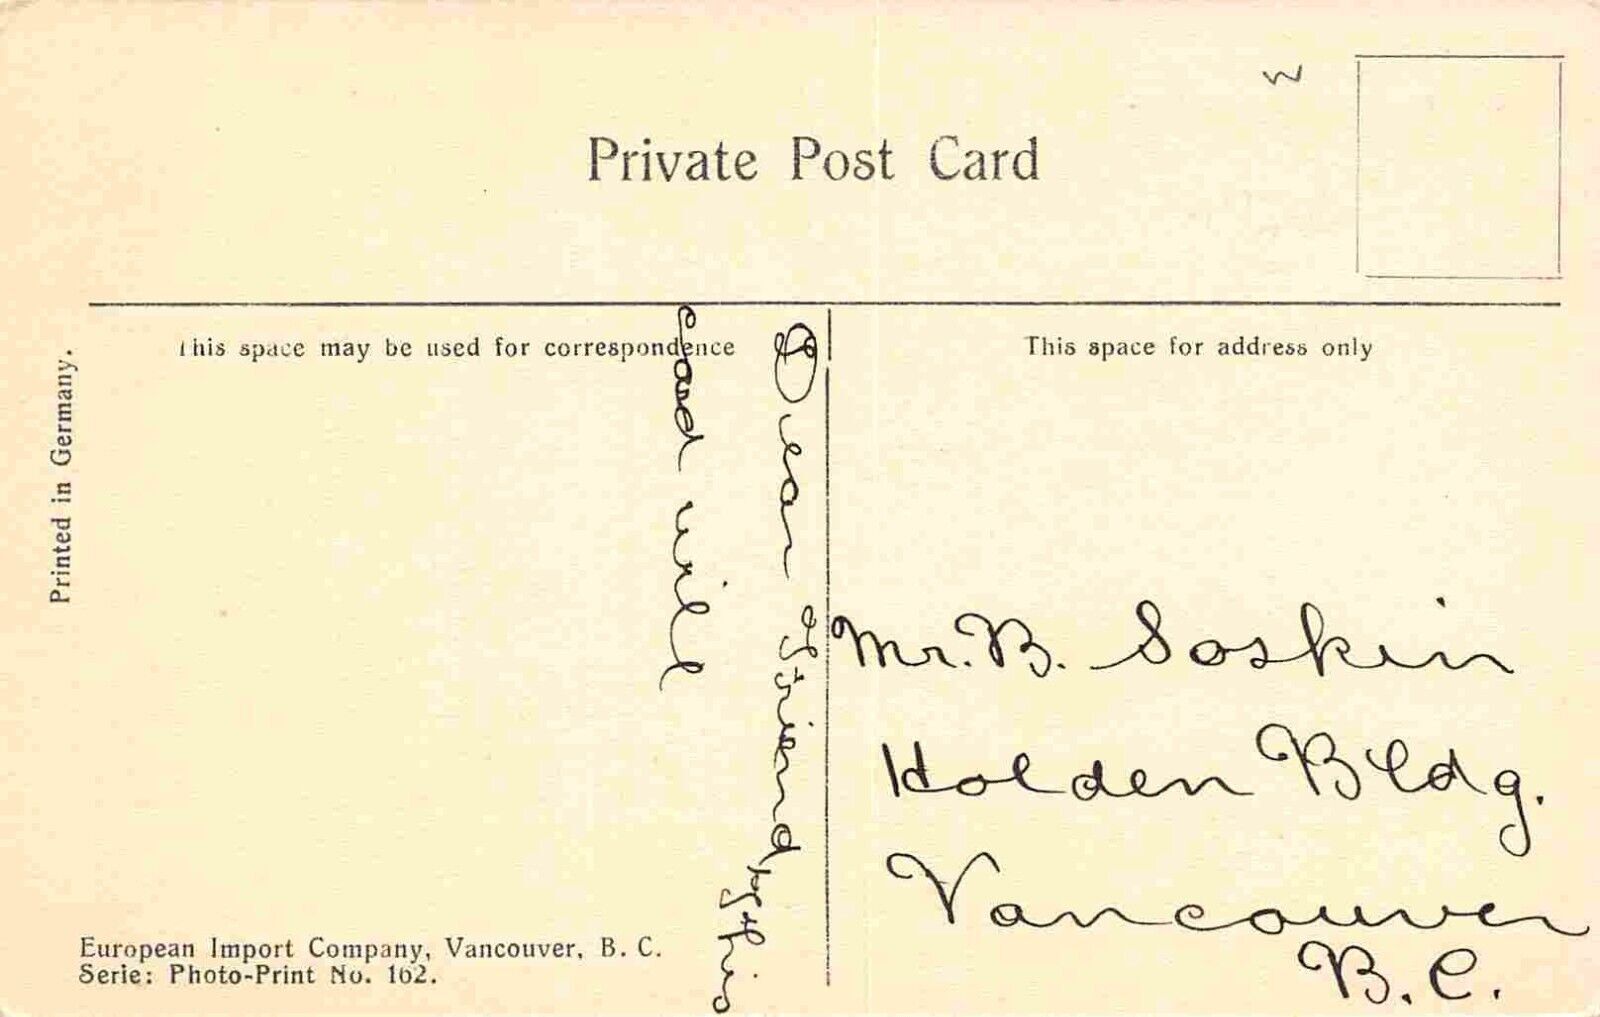 Private Post Card
This space may be used for correspondence
This space for address only
Printed in Germany.
Dear Friend,
This
Card will
Mr. B. Soskin
Holden Bldg.
Vancouver
B.C.
European Import Company, Vancouver, B. C.
Serie: Photo-Print No. 162.